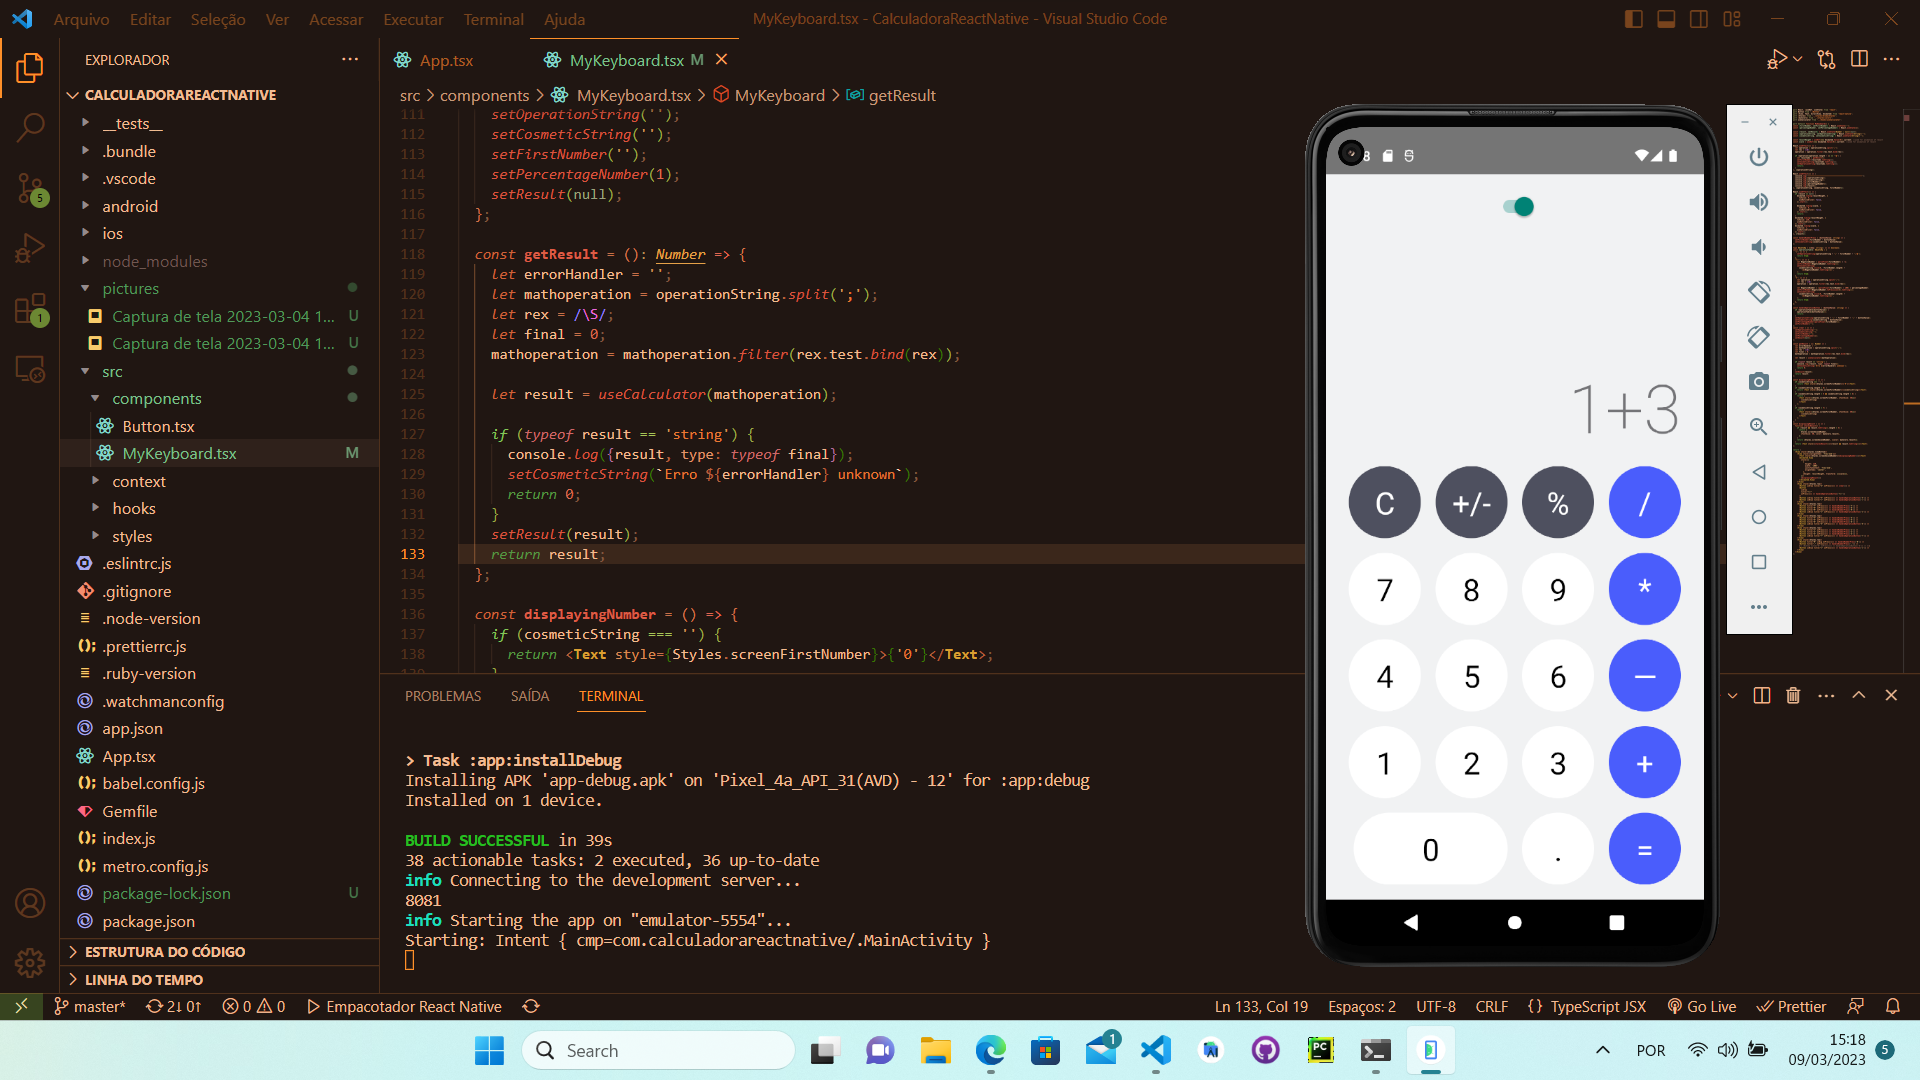 Arquivo Editar Seleção Ver Acessar Executar Terminal Ajuda
MyKeyboard.tsx - CalculadoraReactNative - Visual Studio Code
EXPLORADOR
CALCULADORAREACTNATIVE
__tests__
.bundle
.vscode
android
ios
node_modules
pictures
Captura de tela 2023-03-04 1... U
Captura de tela 2023-03-04 1... U
src
components
Button.tsx
MyKeyboard.tsx M
context
hooks
styles
.eslintrc.js
.gitignore
.node-version
.prettierrc.js
.ruby-version
.watchmanconfig
app.json
App.tsx
babel.config.js
Gemfile
index.js
metro.config.js
package-lock.json U
package.json
ESTRUTURA DO CÓDIGO
LINHA DO TEMPO
5
1
App.tsx
MyKeyboard.tsx M
src > components > MyKeyboard.tsx > MyKeyboard > getResult
111 setOperationString('');
112 setCosmeticString('');
113 setFirstNumber('');
114 setPercentageNumber(1);
115 setResult(null);
116 };
117
118 const getResult = (): Number => {
119 let errorHandler = '';
120 let mathoperation = operationString.split(';');
121 let rex = /\S/;
122 let final = 0;
123 mathoperation = mathoperation.filter(rex.test.bind(rex));
124
125 let result = useCalculator(mathoperation);
126
127 if (typeof result == 'string') {
128 console.log({result, type: typeof final});
129 setCosmeticString(`Erro ${errorHandler} unknown`);
130 return 0;
131 }
132 setResult(result);
133 return result;
134 };
135
136 const displayingNumber = () => {
137 if (cosmeticString === '') {
138 return <Text style={Styles.screenFirstNumber}>{'0'}</Text>;
PROBLEMAS SAÍDA TERMINAL
> Task :app:installDebug
Installing APK 'app-debug.apk' on 'Pixel_4a_API_31(AVD) - 12' for :app:debug
Installed on 1 device.
BUILD SUCCESSFUL in 39s
38 actionable tasks: 2 executed, 36 up-to-date
info Connecting to the development server...
8081
info Starting the app on "emulator-5554"...
Starting: Intent { cmp=com.calculadorareactnative/.MainActivity }
1+3
C +/- % /
7 8 9 *
4 5 6 —
1 2 3 +
0 . =
master* 2↓ 0↑ 0 0 Empacotador React Native
Ln 133, Col 19 Espaços: 2 UTF-8 CRLF {} TypeScript JSX Go Live Prettier
Search
1
PC
POR
15:18
09/03/2023
5